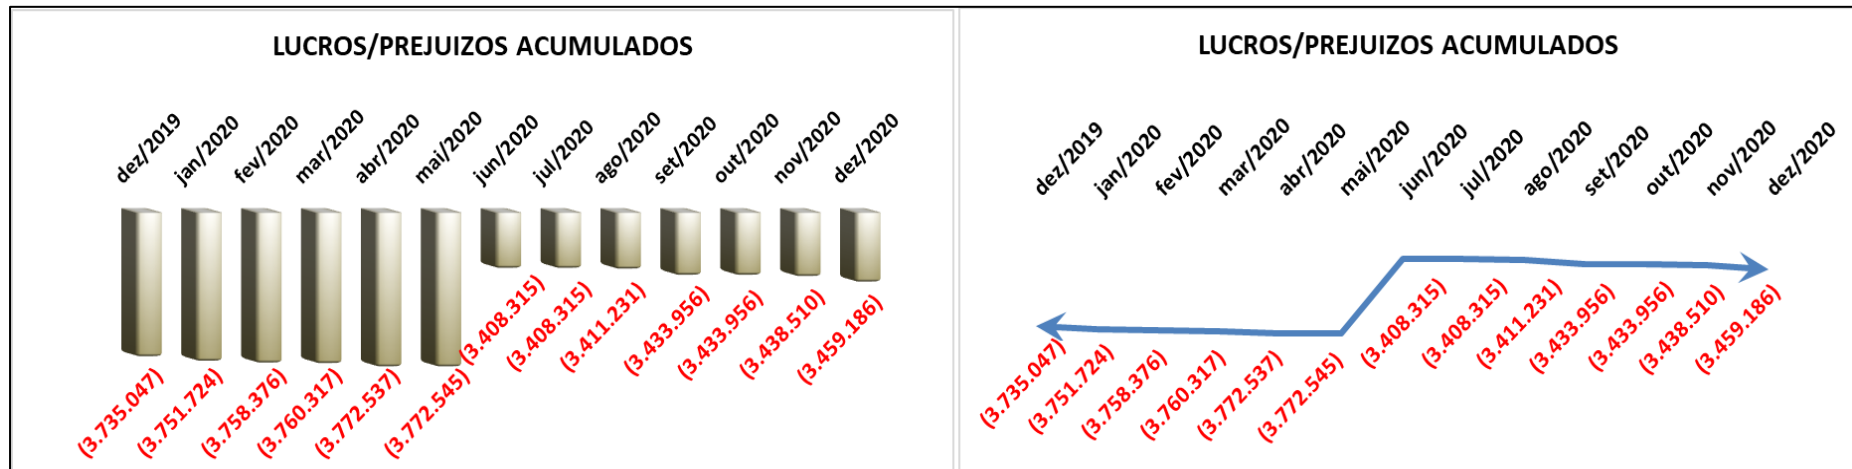 LUCROS/PREJUIZOS ACUMULADOS
dez/2019
jan/2020
fev/2020
mar/2020
abr/2020
mai/2020
jun/2020
jul/2020
ago/2020
set/2020
out/2020
nov/2020
dez/2020
(3.735.047)
(3.751.724)
(3.758.376)
(3.760.317)
(3.772.537)
(3.772.545)
(3.408.315)
(3.408.315)
(3.411.231)
(3.433.956)
(3.433.956)
(3.438.510)
(3.459.186)
LUCROS/PREJUIZOS ACUMULADOS
dez/2019
jan/2020
fev/2020
mar/2020
abr/2020
mai/2020
jun/2020
jul/2020
ago/2020
set/2020
out/2020
nov/2020
dez/2020
(3.735.047)
(3.751.724)
(3.758.376)
(3.760.317)
(3.772.537)
(3.772.545)
(3.408.315)
(3.408.315)
(3.411.231)
(3.433.956)
(3.433.956)
(3.438.510)
(3.459.186)